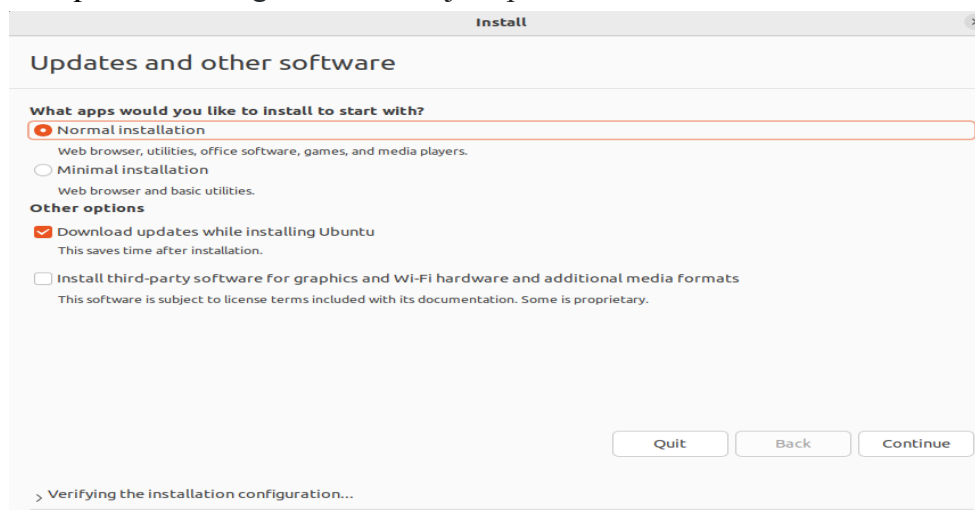 Install
Updates and other software
What apps would you like to install to start with?
Normal installation
Web browser, utilities, office software, games, and media players.
Minimal installation
Web browser and basic utilities.
Other options
Download updates while installing Ubuntu
This saves time after installation.
Install third-party software for graphics and Wi-Fi hardware and additional media formats
This software is subject to license terms included with its documentation. Some is proprietary.
Quit Back Continue
> Verifying the installation configuration...